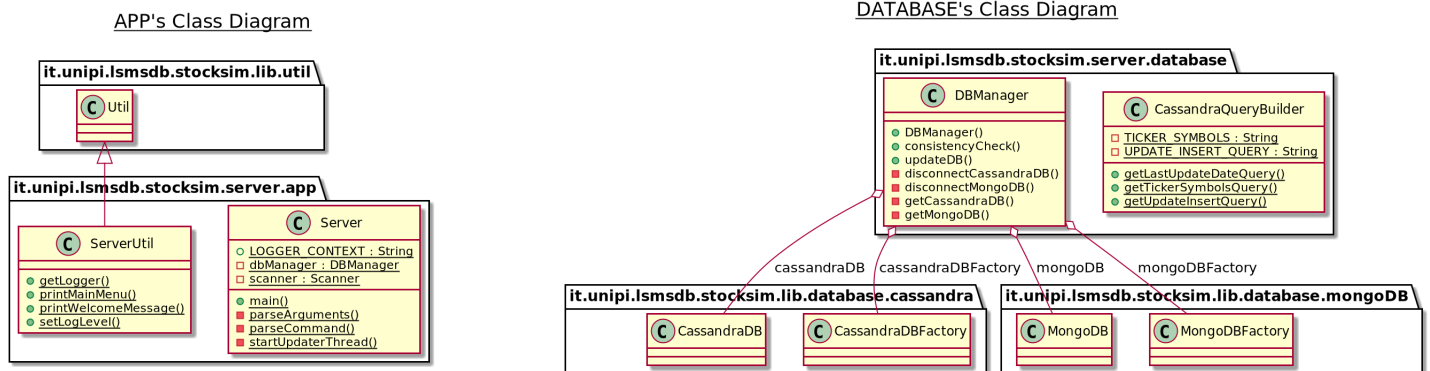 APP's Class Diagram
it.unipi.lsmsdb.stocksim.lib.util
C Util
it.unipi.lsmsdb.stocksim.server.app
C ServerUtil
getLogger()
printMainMenu()
printWelcomeMessage()
setLogLevel()
C Server
LOGGER_CONTEXT : String
dbManager : DBManager
scanner : Scanner
main()
parseArguments()
parseCommand()
startUpdaterThread()
DATABASE's Class Diagram
it.unipi.lsmsdb.stocksim.server.database
C DBManager
DBManager()
consistencyCheck()
updateDB()
disconnectCassandraDB()
disconnectMongoDB()
getCassandraDB()
getMongoDB()
C CassandraQueryBuilder
TICKER_SYMBOLS : String
UPDATE_INSERT_QUERY : String
getLastUpdateDateQuery()
getTickerSymbolsQuery()
getUpdateInsertQuery()
cassandraDB
cassandraDBFactory
mongoDB
mongoDBFactory
it.unipi.lsmsdb.stocksim.lib.database.cassandra
C CassandraDB
C CassandraDBFactory
it.unipi.lsmsdb.stocksim.lib.database.mongoDB
C MongoDB
C MongoDBFactory